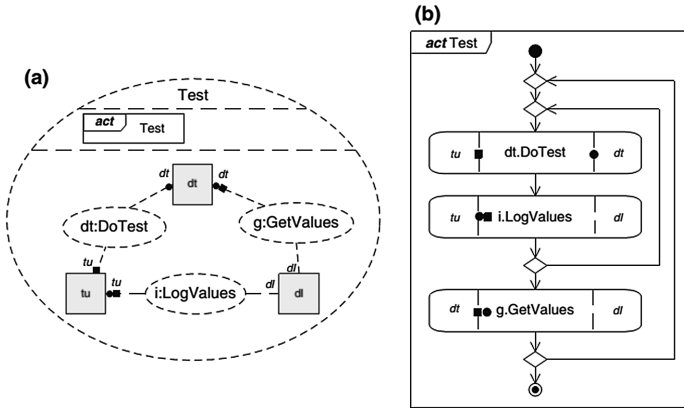 (a)
Test
act
Test
dt
dt
dt
dt:DoTest
g:GetValues
tu
dl
tu
tu
i:LogValues
dl
dl
(b)
act Test
tu
dt.DoTest
dt
tu
i.LogValues
dl
dt
g.GetValues
dl